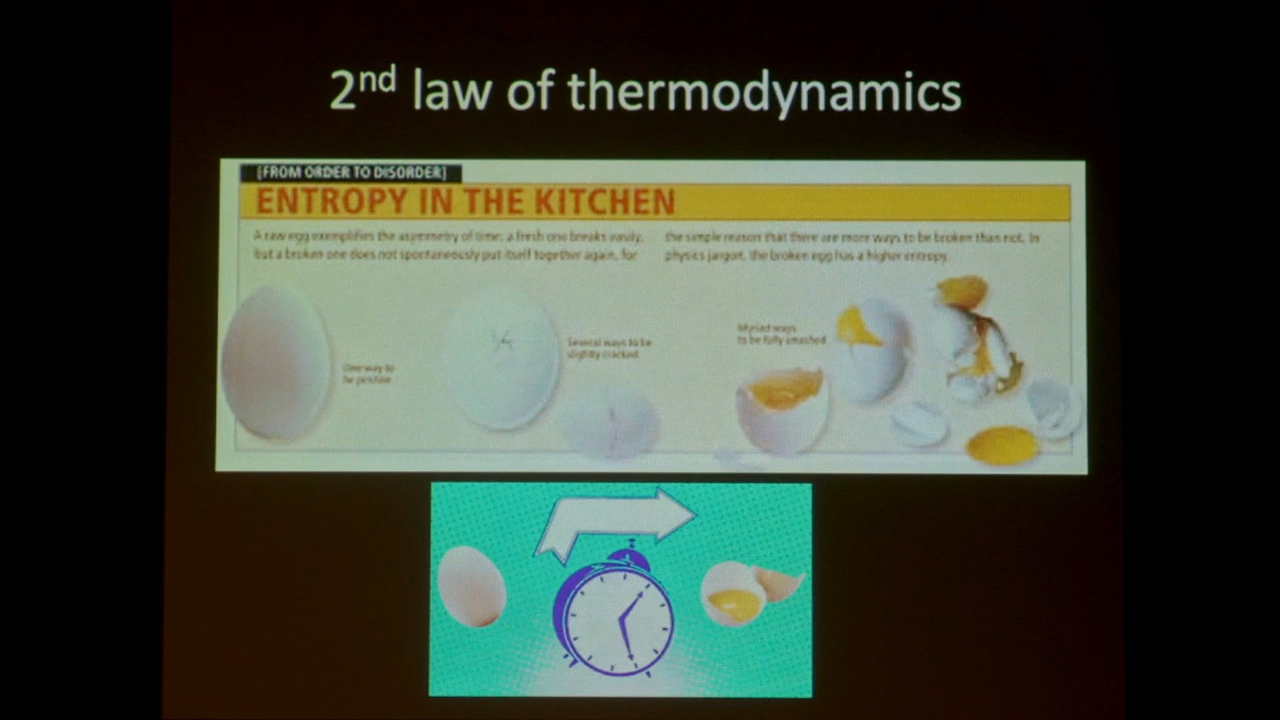 2nd law of thermodynamics
[FROM ORDER TO DISORDER]
ENTROPY IN THE KITCHEN
A raw egg exemplifies the asymmetry of time: a fresh one breaks easily,
but a broken one does not spontaneously put itself together again, for
the simple reason that there are more ways to be broken than not. In
physics jargon, the broken egg has a higher entropy.
One way to
be pristine
Several ways to be
slightly cracked
Myriad ways
to be fully smashed